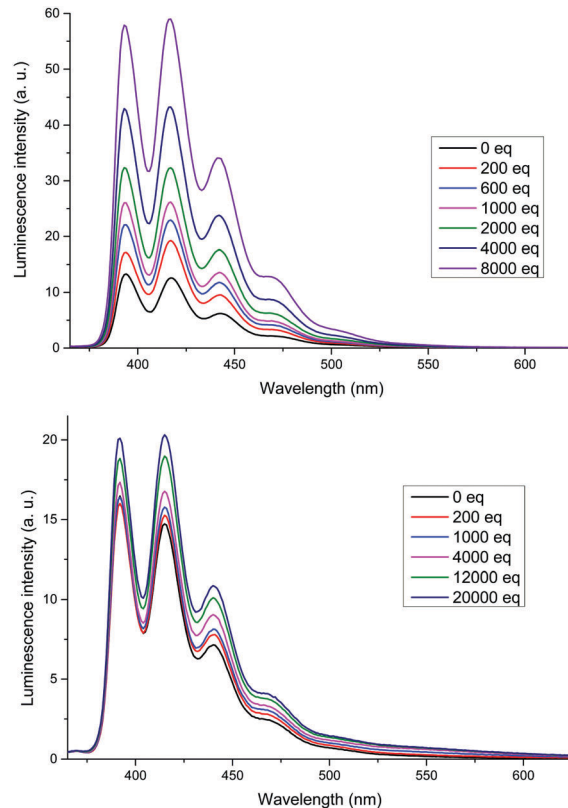 Luminescence intensity (a. u.)
60
50
40
30
20
10
0
0 eq
200 eq
600 eq
1000 eq
2000 eq
4000 eq
8000 eq
400
450
500
550
600
Wavelength (nm)
Luminescence intensity (a. u.)
20
15
10
5
0
0 eq
200 eq
1000 eq
4000 eq
12000 eq
20000 eq
400
450
500
550
600
Wavelength (nm)